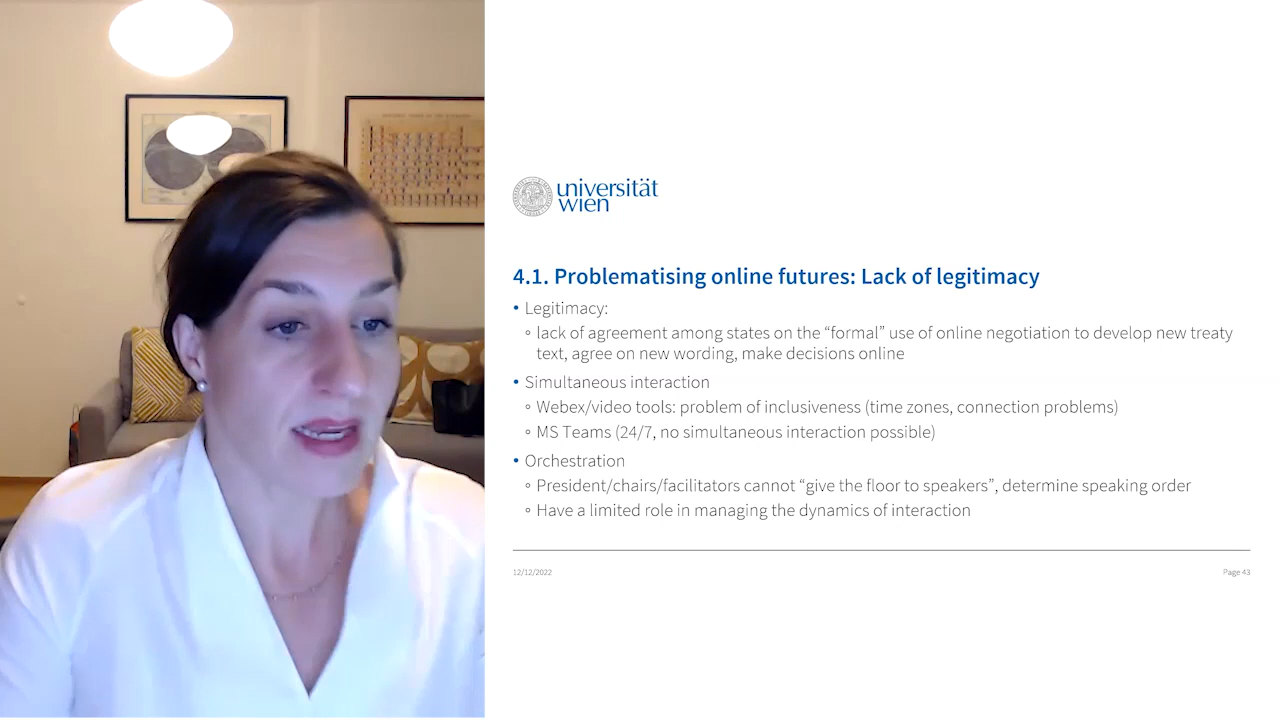 universität
wien
4.1. Problematising online futures: Lack of legitimacy
• Legitimacy:
◦ lack of agreement among states on the “formal” use of online negotiation to develop new treaty
text, agree on new wording, make decisions online
• Simultaneous interaction
◦ Webex/video tools: problem of inclusiveness (time zones, connection problems)
◦ MS Teams (24/7, no simultaneous interaction possible)
• Orchestration
◦ President/chairs/facilitators cannot “give the floor to speakers”, determine speaking order
◦ Have a limited role in managing the dynamics of interaction
12/12/2022
Page 43